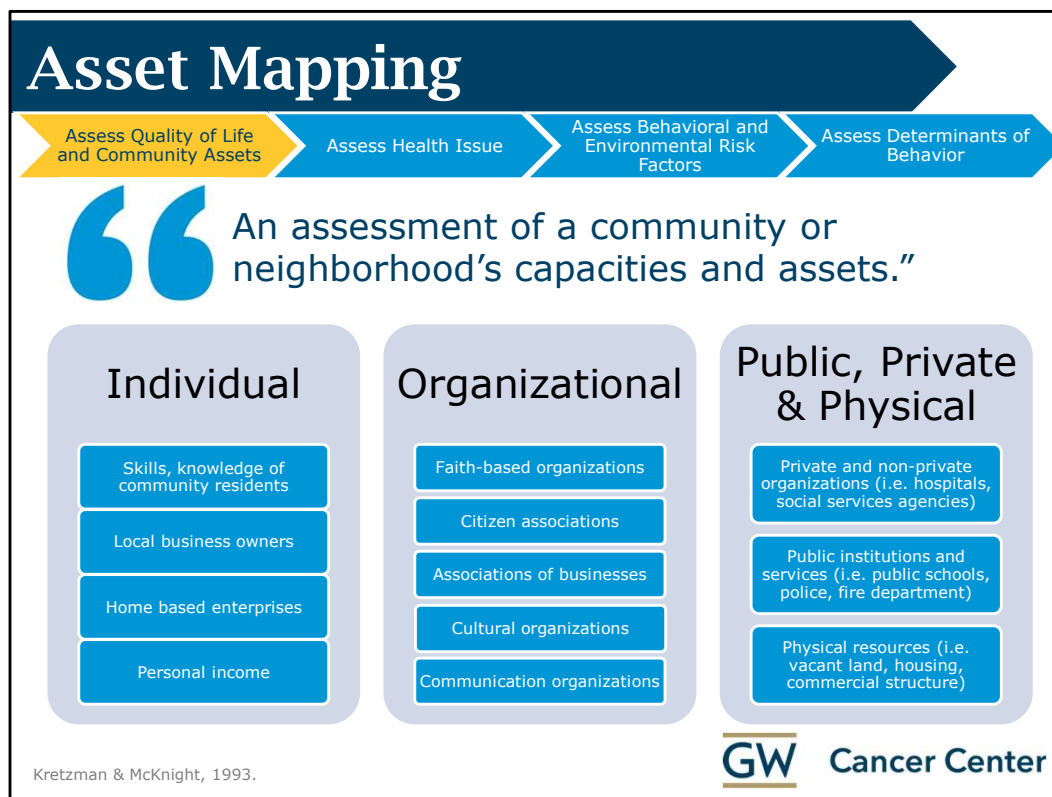 Asset Mapping
Assess Quality of Life
and Community Assets
Assess Health Issue
Assess Behavioral and
Environmental Risk
Factors
Assess Determinants of
Behavior
“
An assessment of a community or
neighborhood’s capacities and assets.”
Individual
Skills, knowledge of
community residents
Local business owners
Home based enterprises
Personal income
Organizational
Faith-based organizations
Citizen associations
Associations of businesses
Cultural organizations
Communication organizations
Public, Private
& Physical
Private and non-private
organizations (i.e. hospitals,
social services agencies)
Public institutions and
services (i.e. public schools,
police, fire department)
Physical resources (i.e.
vacant land, housing,
commercial structure)
Kretzman & McKnight, 1993.
GW Cancer Center